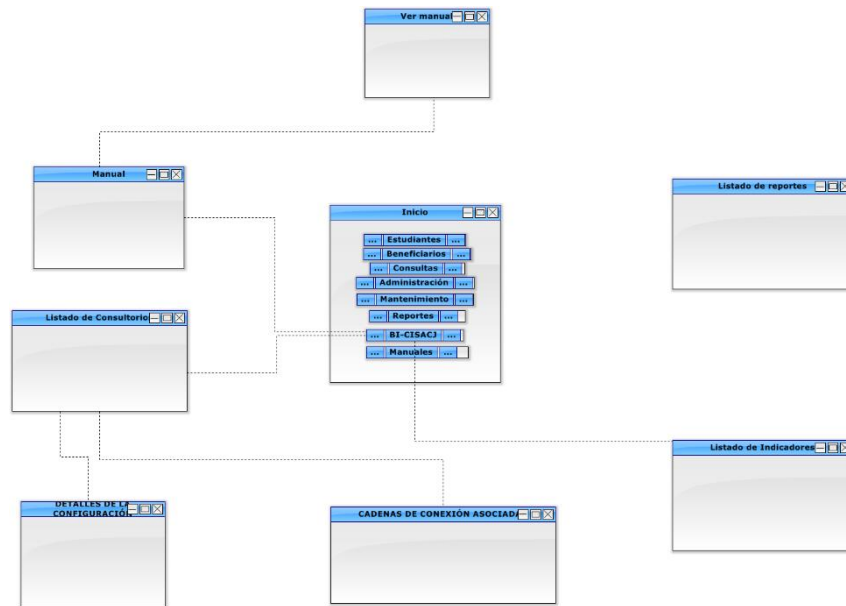 Ver manual
Manual
Listado de reportes
Inicio
... Estudiantes ...
... Beneficiarios ...
... Consultas ...
... Administración ...
... Mantenimiento ...
... Reportes ...
... BI-CISACJ ...
... Manuales ...
Listado de Consultorio
Listado de Indicadores
DETALLES DE LA
CONFIGURACIÓN
CADENAS DE CONEXIÓN ASOCIADA